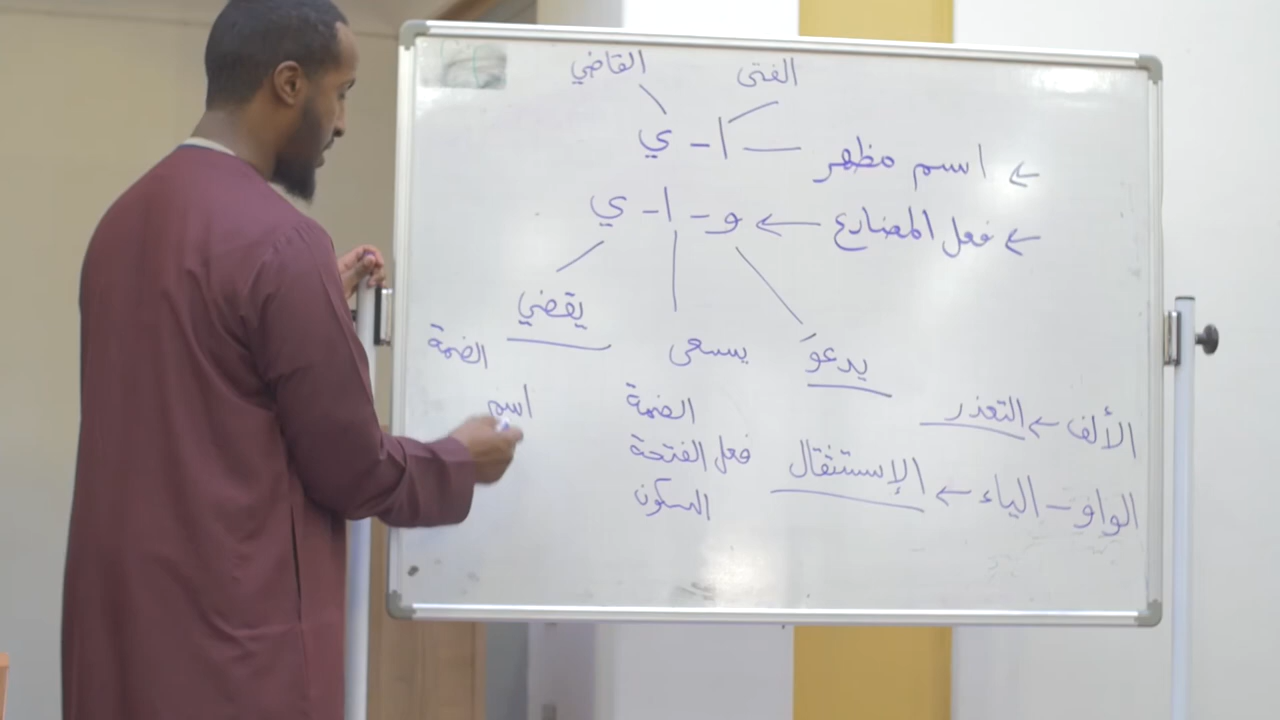 الفتى القاضي
← اسم مظهر — ا - ي
← فعل المضارع ← و - ا - ي
يدعو يسعى يقضي
الألف ← التعذر
الواو - الياء ← الإستثقال
الضمة
فعل الفتحة
السكون
الضمة
اسم